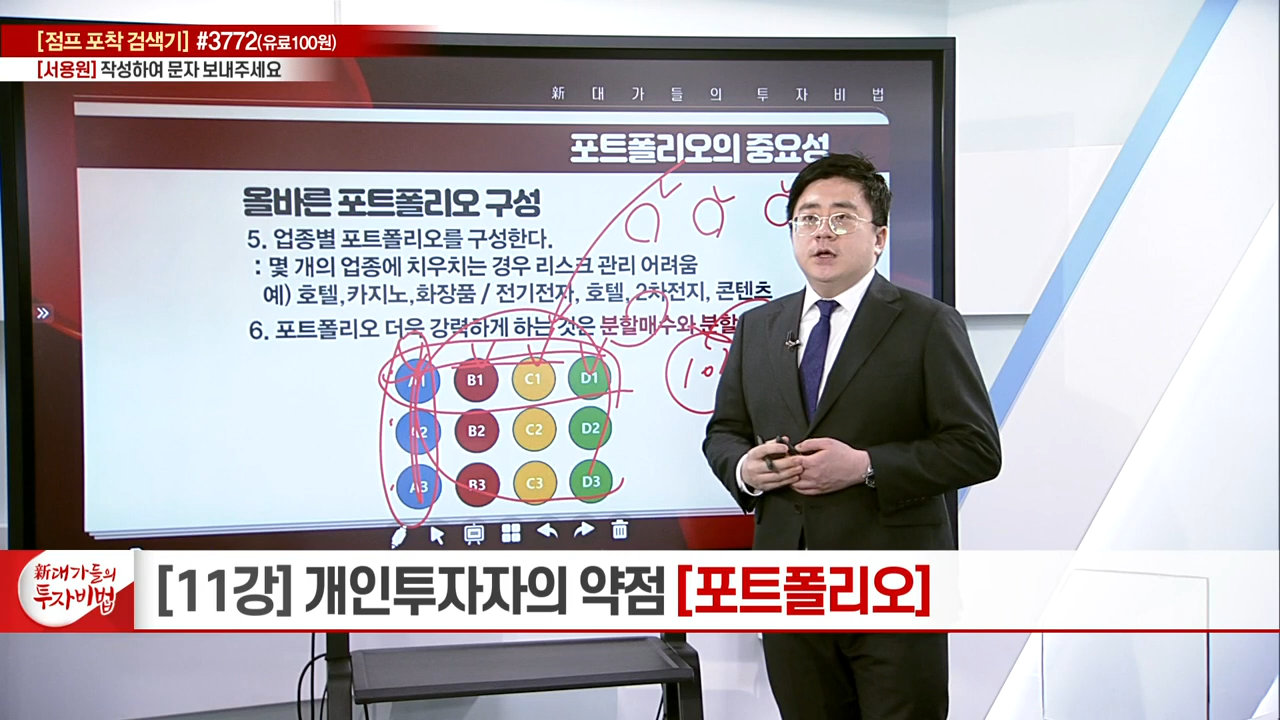 [점프 포착 검색기] #3772(유료100원)
[서용원] 작성하여 문자 보내주세요
新 대 가 들 의 투 자 비 법
포트폴리오의 중요성
올바른 포트폴리오 구성
5. 업종별 포트폴리오를 구성한다.
: 몇 개의 업종에 치우치는 경우 리스크 관리 어려움
예) 호텔,카지노,화장품 / 전기전자, 호텔, 2차전지, 콘텐츠
6. 포트폴리오 더욱 강력하게 하는 것은 분할매수와 분할
A1 B1 C1 D1
A2 B2 C2 D2
A3 B3 C3 D3
新대가들의
투자비법
[11강] 개인투자자의 약점 [포트폴리오]